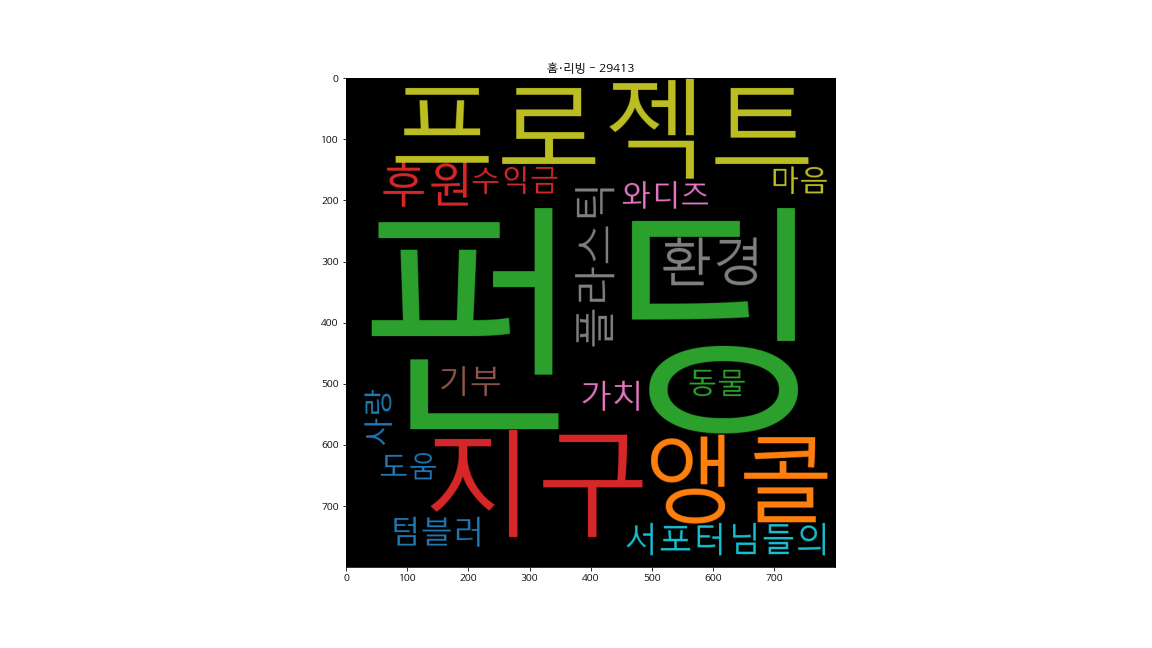 홈·리빙 - 29413
프로젝트
후원
수익금
와디즈
마음
플라스틱
펀딩
환경
기부
가치
동물
사랑
도움
지구
앵콜
텀블러
서포터님들의
0
100
200
300
400
500
600
700
0
100
200
300
400
500
600
700